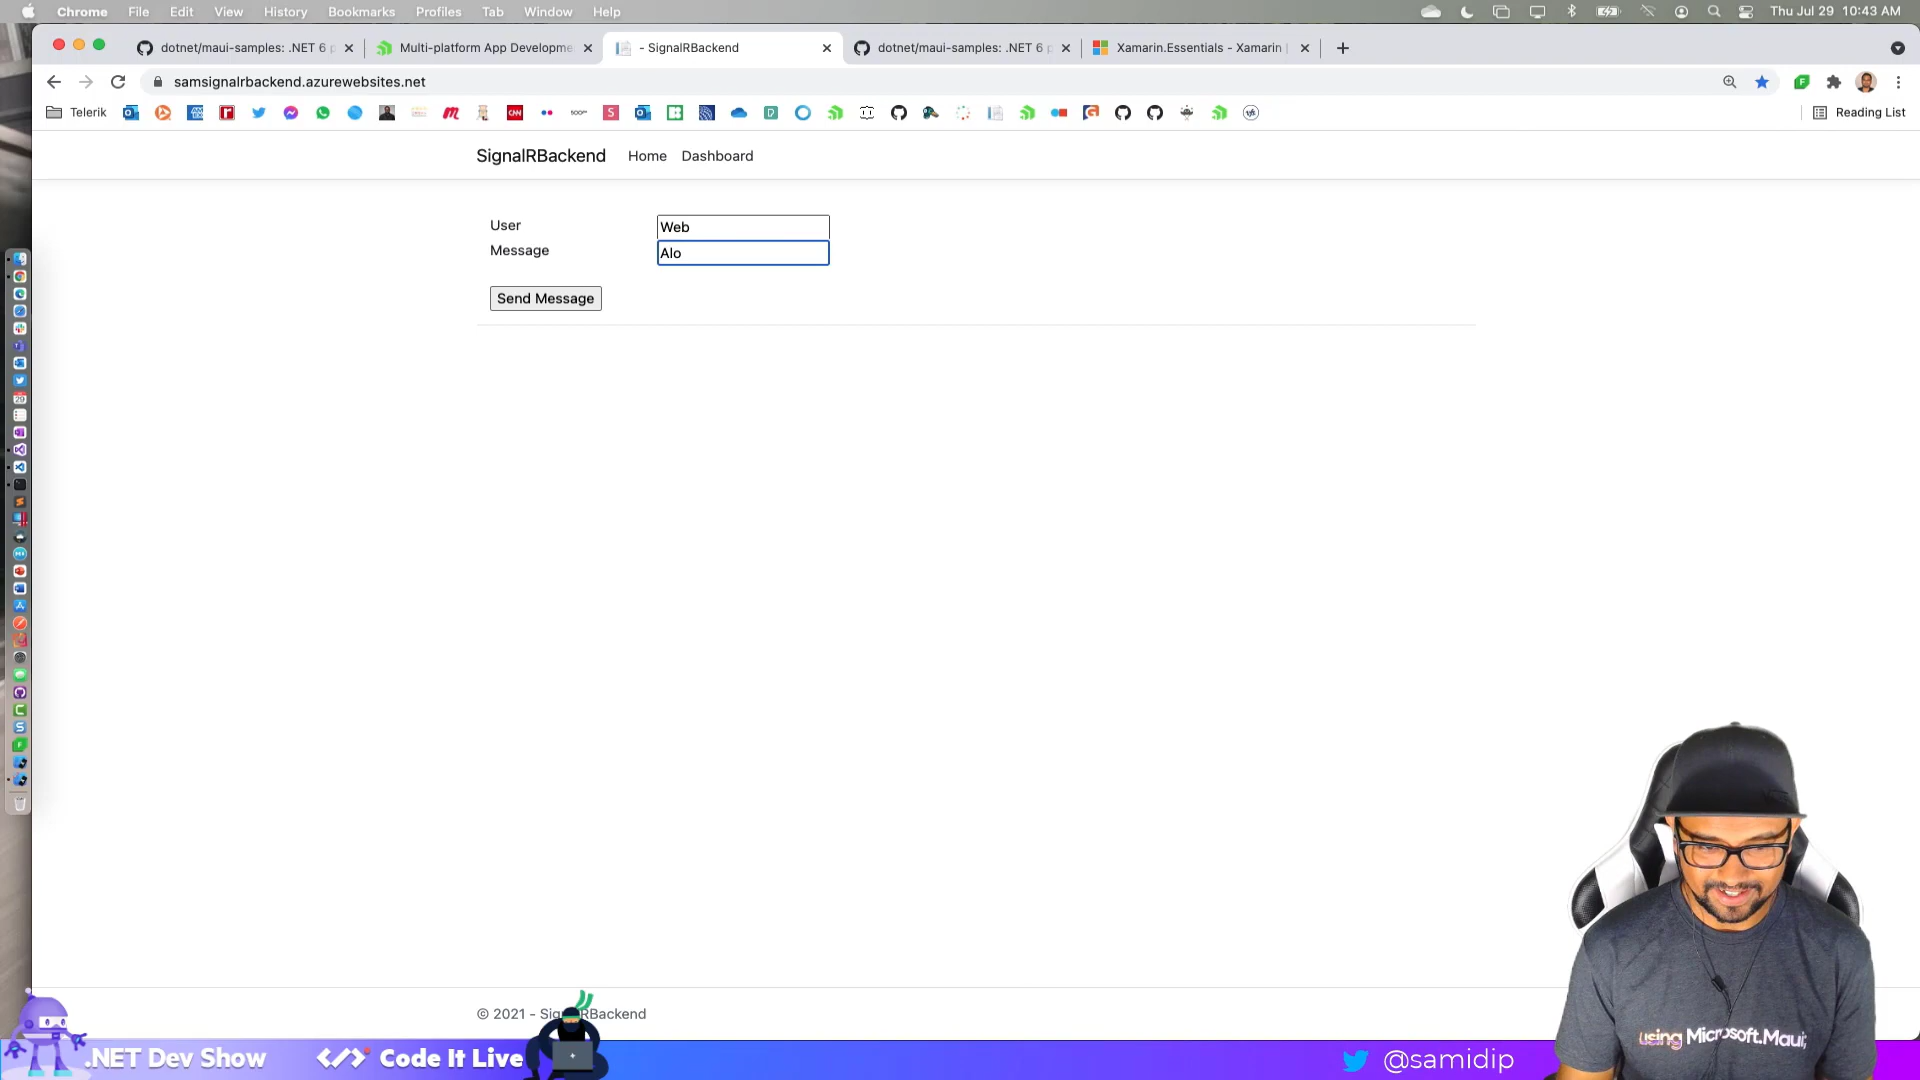 Chrome File Edit View History Bookmarks Profiles Tab Window Help
Thu Jul 29 10:43 AM
dotnet/maui-samples: .NET 6 p
Multi-platform App Developme
- SignalRBackend
dotnet/maui-samples: .NET 6 p
Xamarin.Essentials - Xamarin |
samsignalrbackend.azurewebsites.net
Telerik
Reading List
SignalRBackend Home Dashboard
User Web
Message Alo
Send Message
© 2021 - Sig RBackend
.NET Dev Show
Code It Live
@samidip
using Microsoft.Maui;